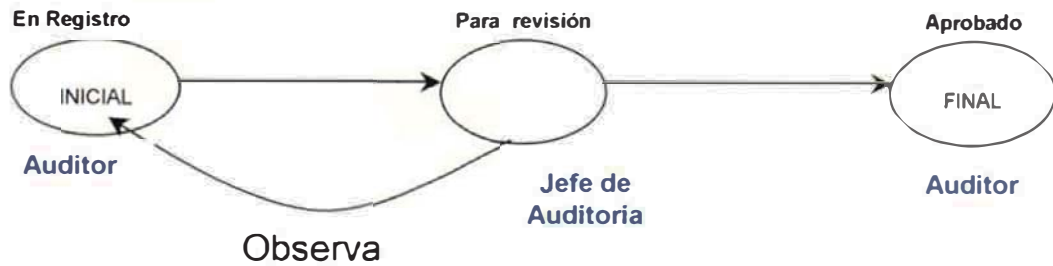 En Registro
Para revisión
Aprobado
INICIAL
FINAL
Auditor
Jefe de
Auditoria
Auditor
Observa